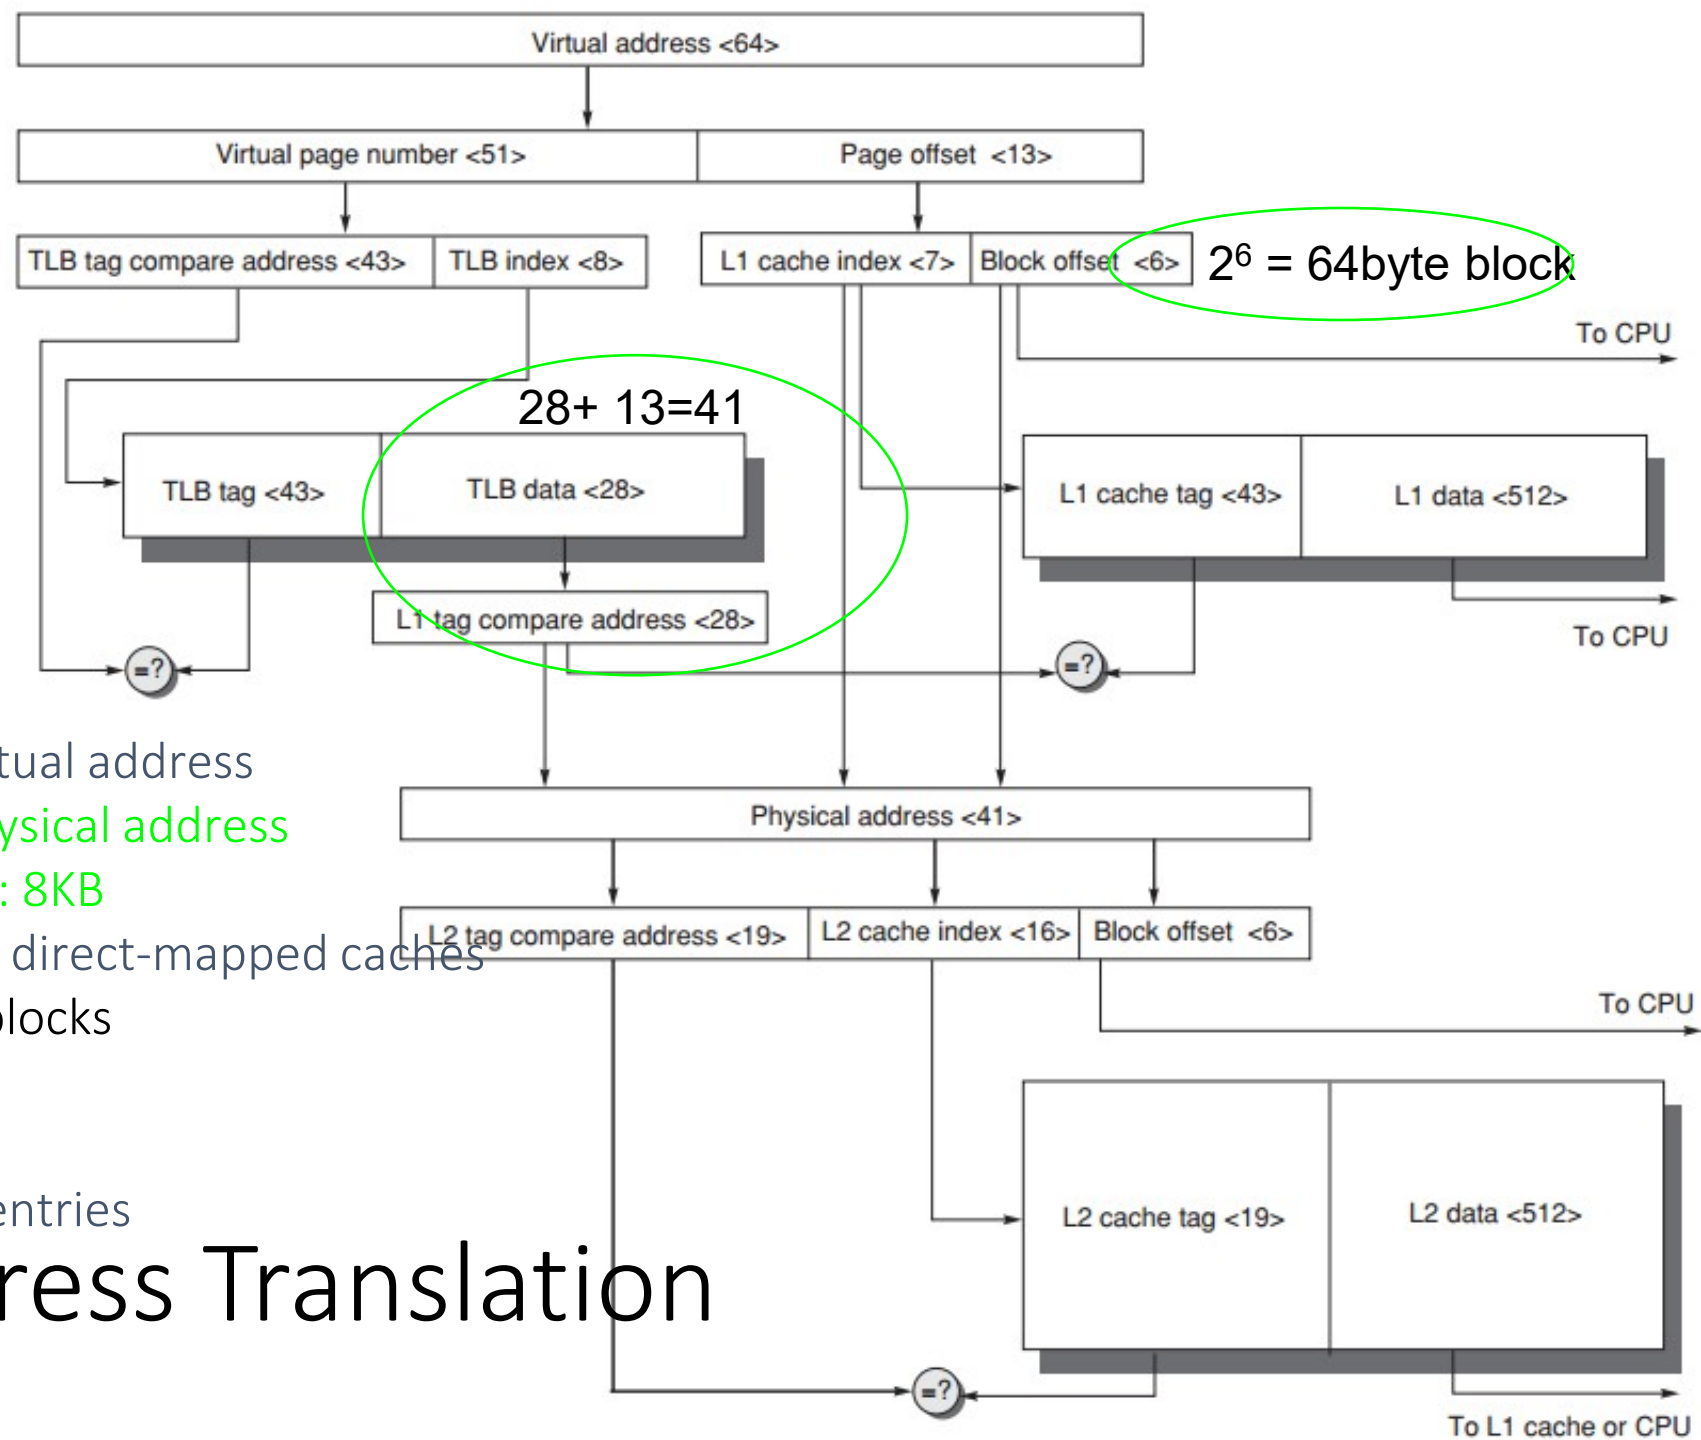 Virtual address <64>
Virtual page number <51>
Page offset <13>
TLB tag compare address <43>
TLB index <8>
L1 cache index <7>
Block offset <6>
2⁶ = 64byte block
To CPU
28+ 13=41
TLB tag <43>
TLB data <28>
L1 cache tag <43>
L1 data <512>
L1 tag compare address <28>
To CPU
=?
=?
tual address
ysical address
: 8KB
direct-mapped caches
locks
entries
ress Translation
Physical address <41>
L2 tag compare address <19>
L2 cache index <16>
Block offset <6>
To CPU
L2 cache tag <19>
L2 data <512>
=?
To L1 cache or CPU